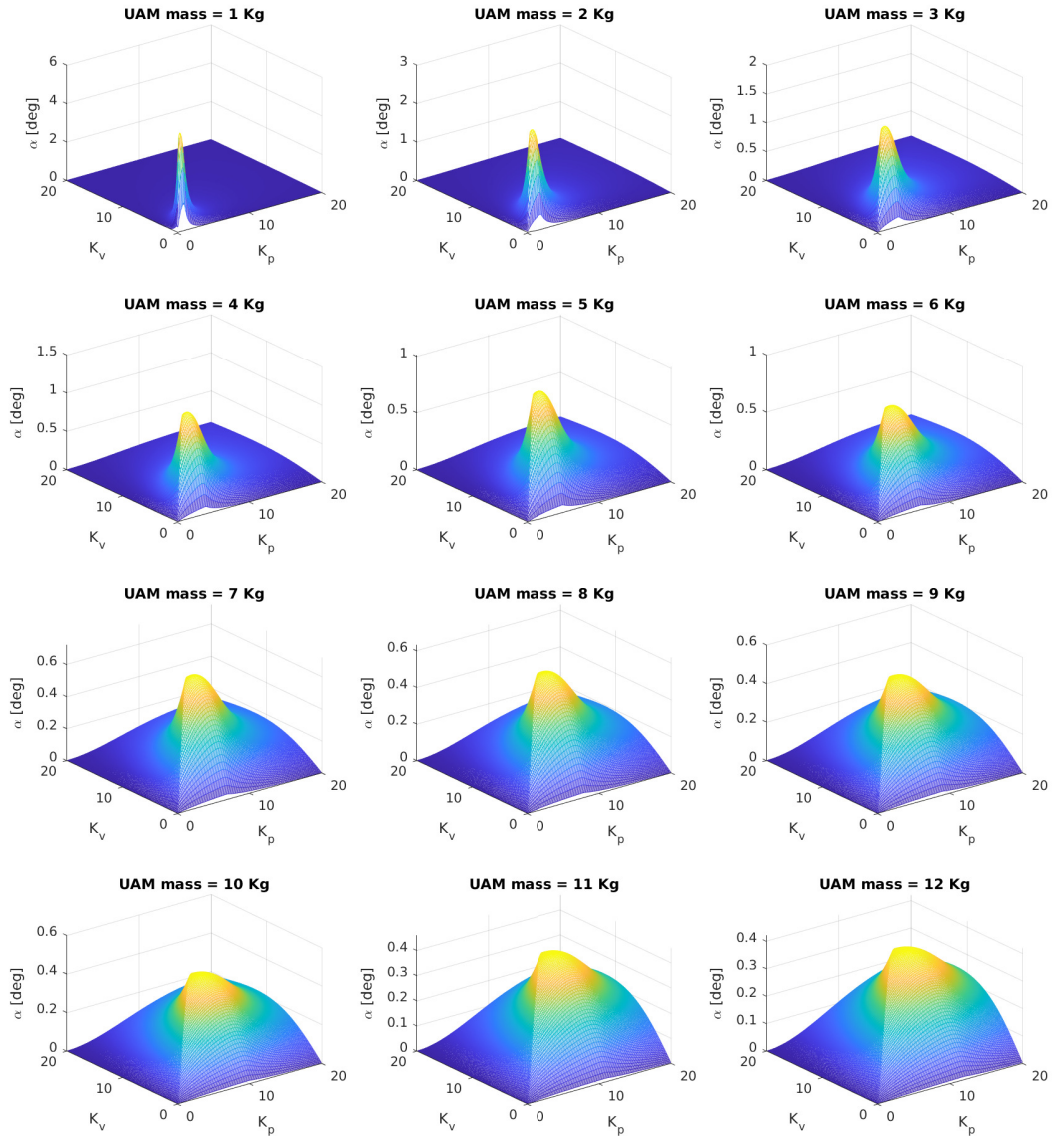 UAM mass = 1 Kg
α [deg]
6
4
2
0
20
10
0
0
10
20
K_v
K_p
UAM mass = 2 Kg
α [deg]
3
2
1
0
20
10
0
0
10
20
K_v
K_p
UAM mass = 3 Kg
α [deg]
2
1.5
1
0.5
0
20
10
0
0
10
20
K_v
K_p
UAM mass = 4 Kg
α [deg]
1.5
1
0.5
0
20
10
0
0
10
20
K_v
K_p
UAM mass = 5 Kg
α [deg]
1
0.5
0
20
10
0
0
10
20
K_v
K_p
UAM mass = 6 Kg
α [deg]
1
0.5
0
20
10
0
0
10
20
K_v
K_p
UAM mass = 7 Kg
α [deg]
0.6
0.4
0.2
0
20
10
0
0
10
20
K_v
K_p
UAM mass = 8 Kg
α [deg]
0.6
0.4
0.2
0
20
10
0
0
10
20
K_v
K_p
UAM mass = 9 Kg
α [deg]
0.6
0.4
0.2
0
20
10
0
0
10
20
K_v
K_p
UAM mass = 10 Kg
α [deg]
0.6
0.4
0.2
0
20
10
0
0
10
20
K_v
K_p
UAM mass = 11 Kg
α [deg]
0.4
0.3
0.2
0.1
0
20
10
0
0
10
20
K_v
K_p
UAM mass = 12 Kg
α [deg]
0.4
0.3
0.2
0.1
0
20
10
0
0
10
20
K_v
K_p